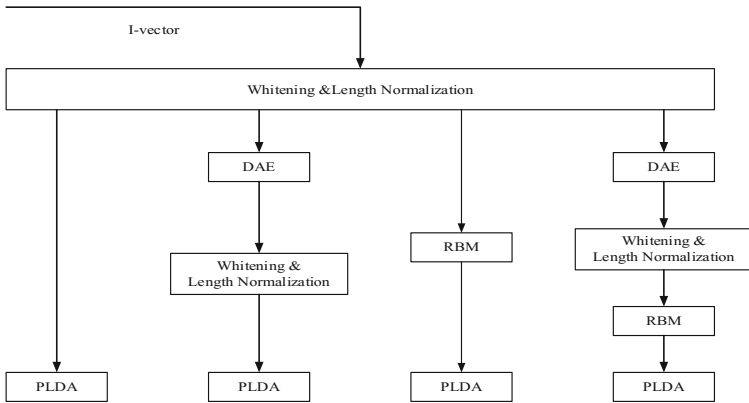 I-vector
Whitening &Length Normalization
DAE
DAE
RBM
Whitening &
Length Normalization
Whitening &
Length Normalization
RBM
PLDA
PLDA
PLDA
PLDA